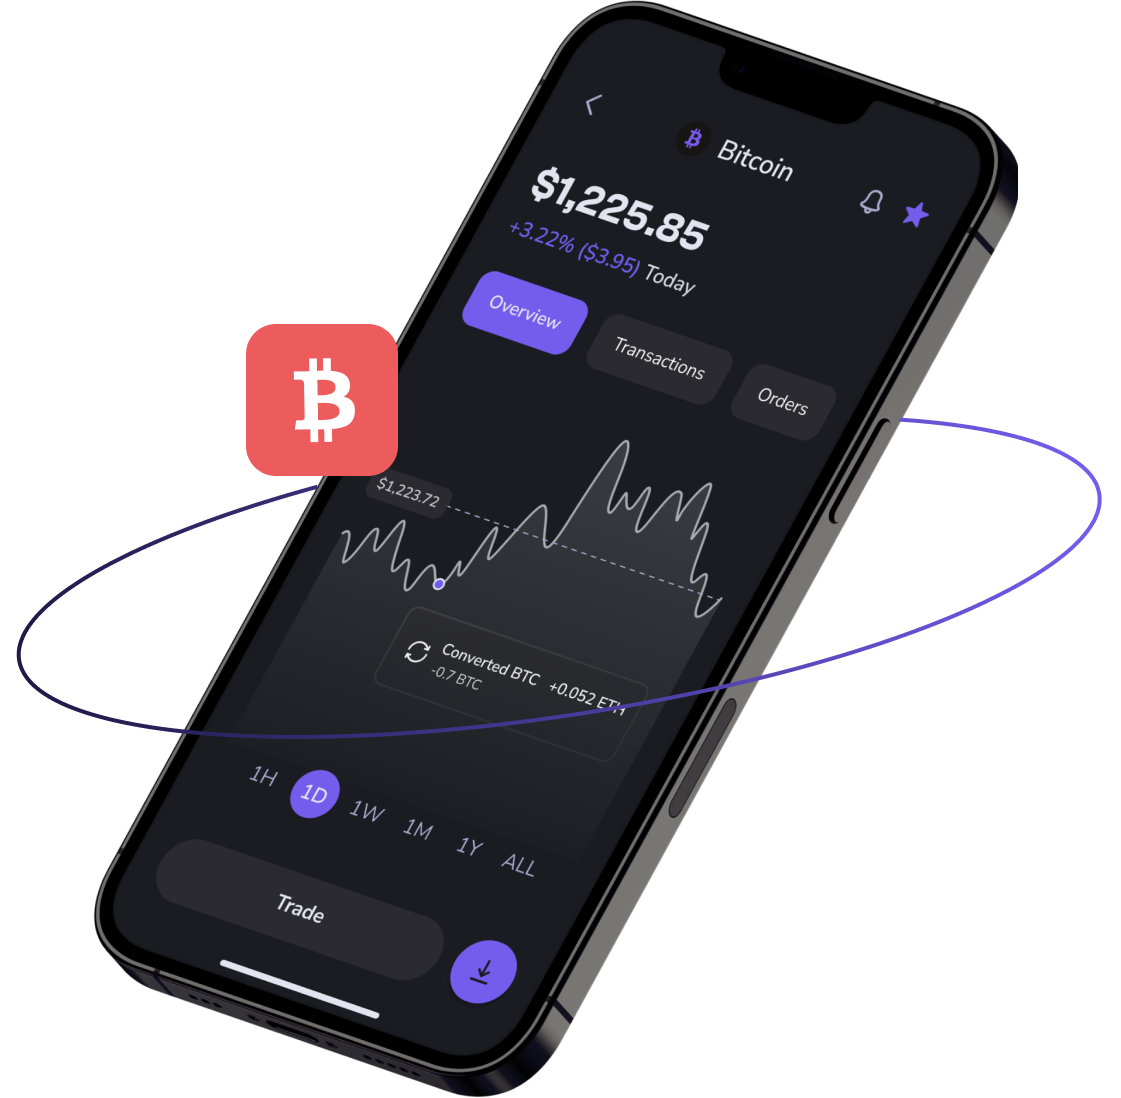 Bitcoin
$1,225.85
+3.22% ($3.95) Today
Overview
Transactions
Orders
$1,223.72
Converted BTC +0.052 ETH
-0.7 BTC
1H 1D 1W 1M 1Y ALL
Trade